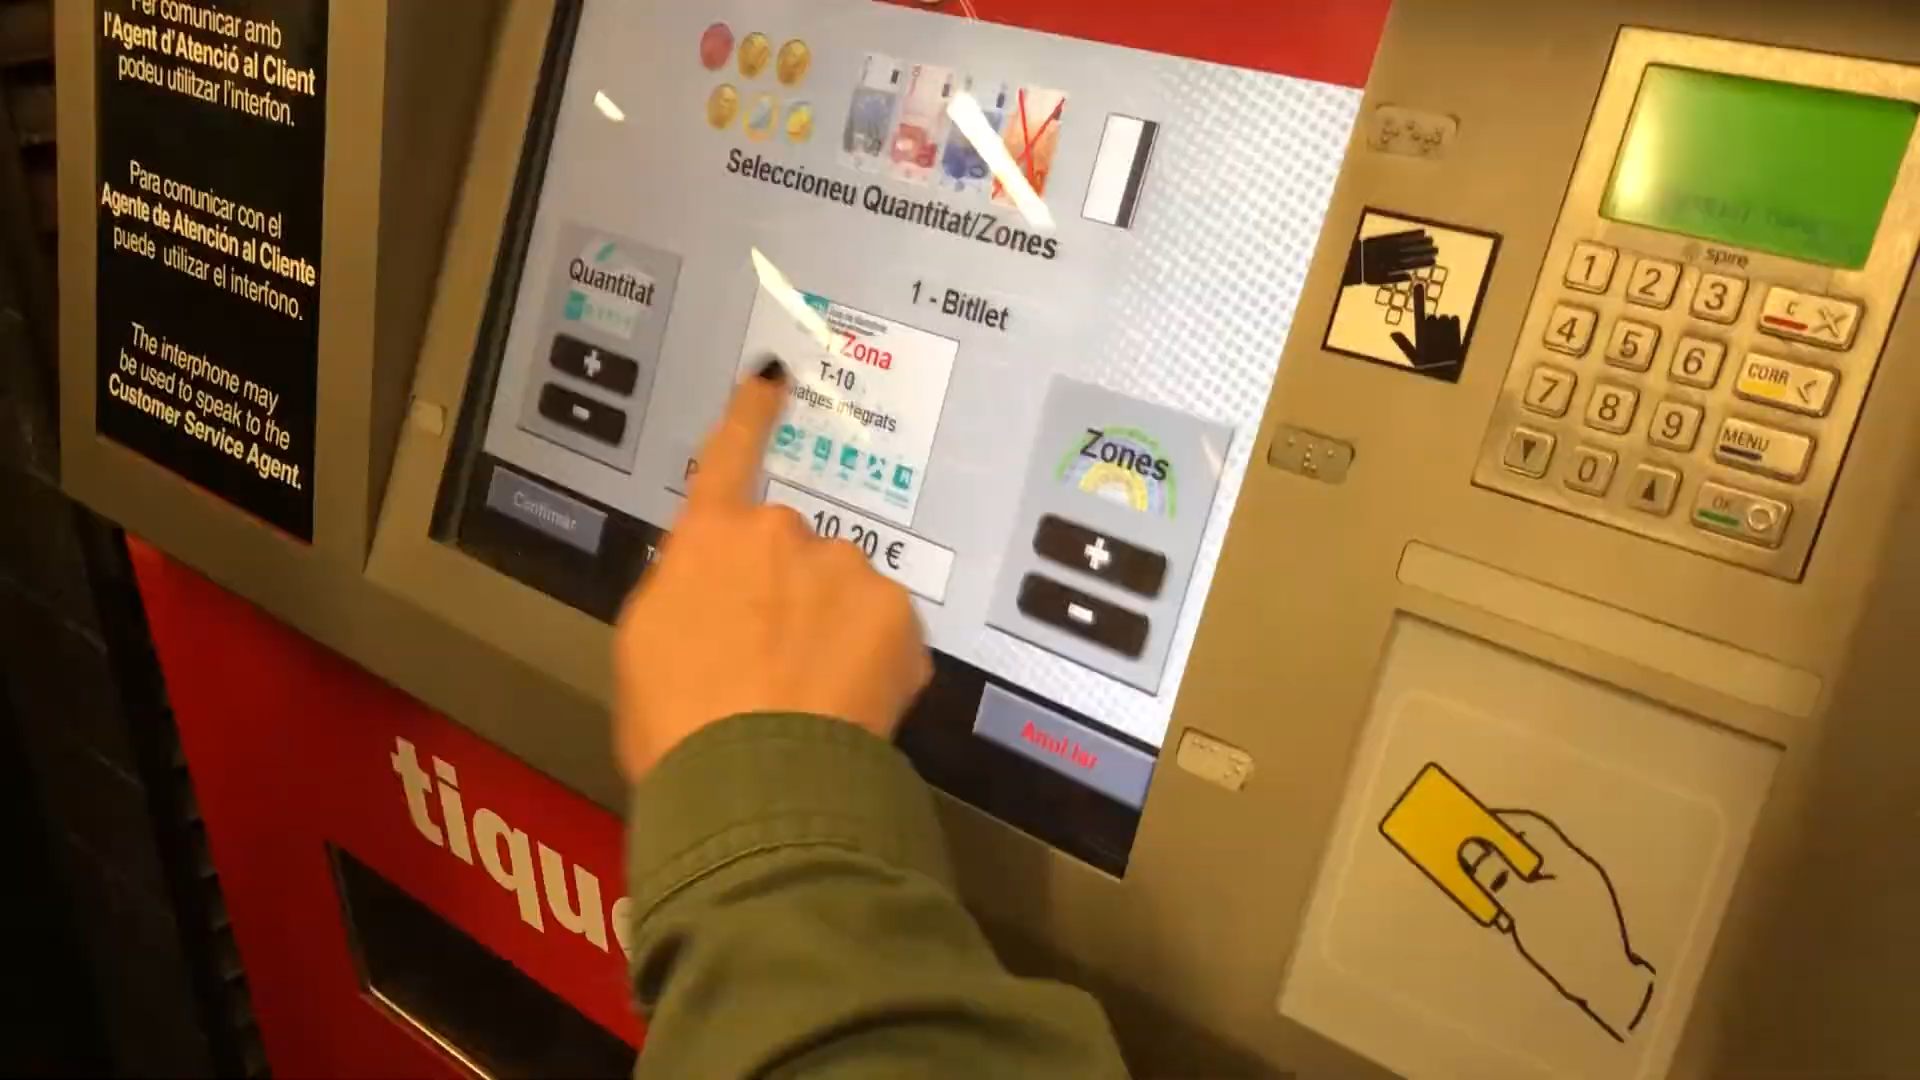 Per comunicar amb
l'Agent d'Atenció al Client
podeu utilitzar l'interfon.
Para comunicar con el
Agente de Atención al Cliente
puede utilizar el interfono.
The interphone may
be used to speak to the
Customer Service Agent.
Seleccioneu Quantitat/Zones
Quantitat
+
-
1 - Bitllet
Zona
T-10
integrats
10,20 €
Zones
+
-
Confirmar
Anul.lar
tique
spire
1 2 3 C
4 5 6 CORR
7 8 9 MENU
0 OK